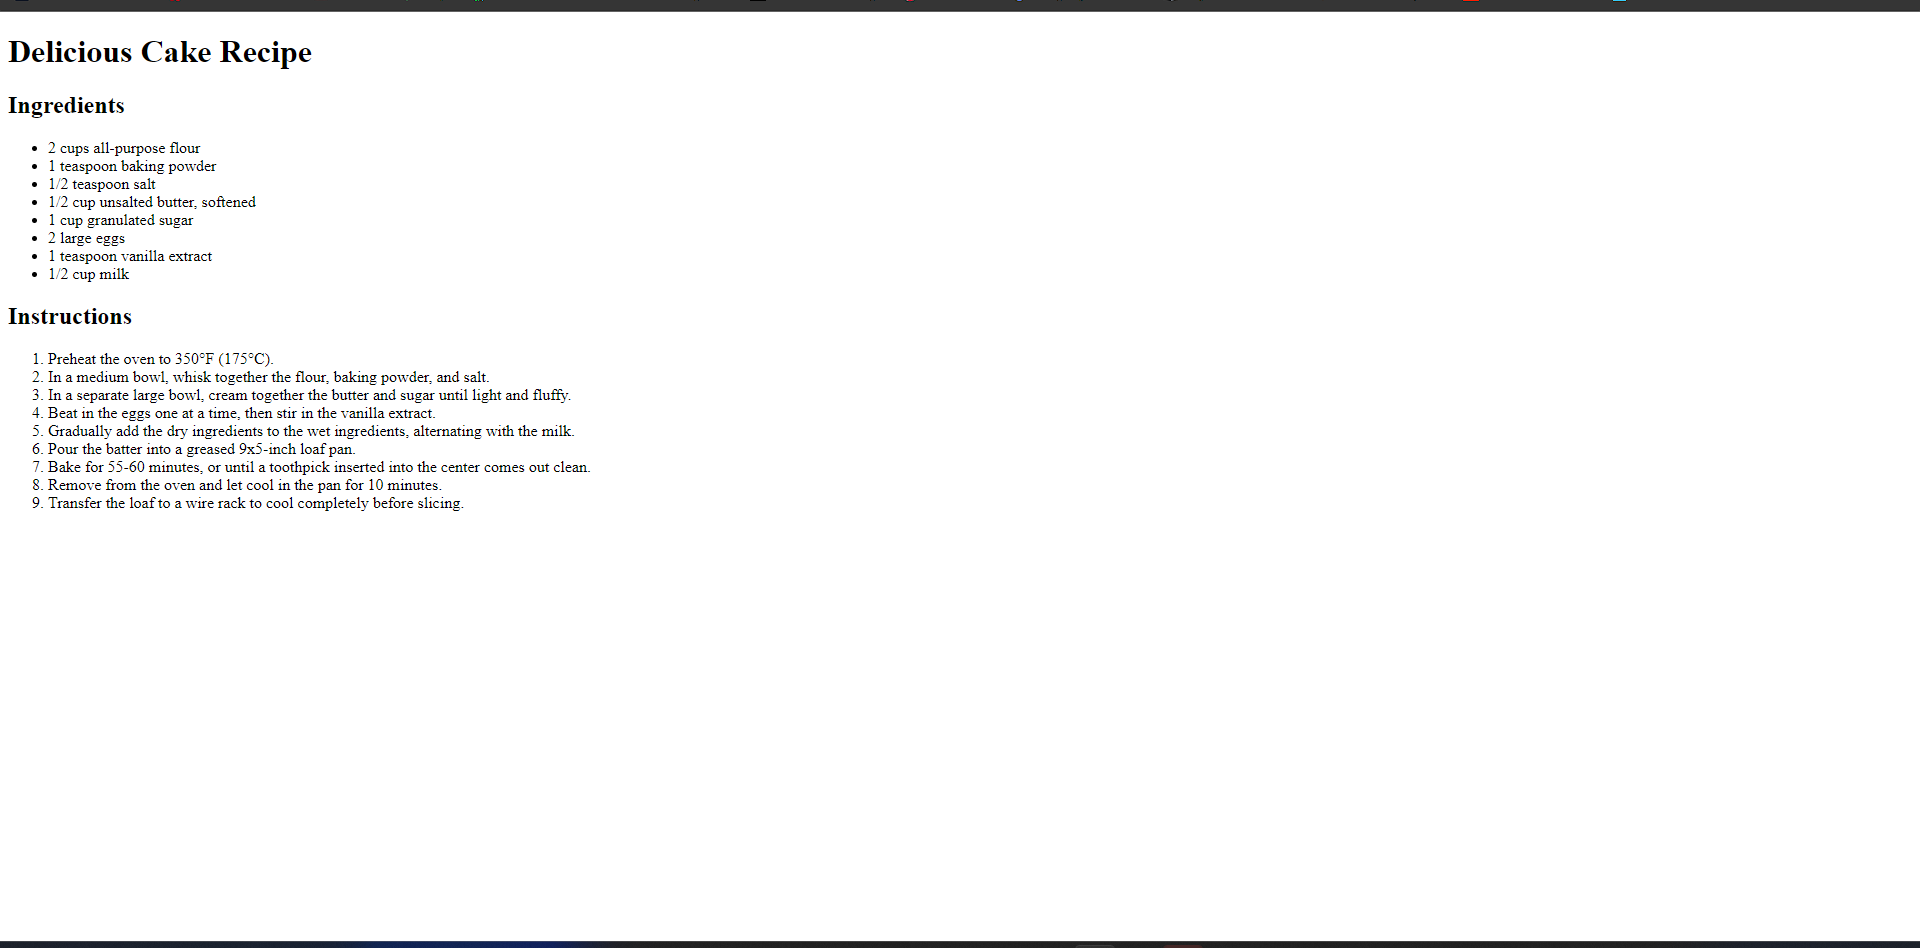 Delicious Cake Recipe
Ingredients
• 2 cups all-purpose flour
• 1 teaspoon baking powder
• 1/2 teaspoon salt
• 1/2 cup unsalted butter, softened
• 1 cup granulated sugar
• 2 large eggs
• 1 teaspoon vanilla extract
• 1/2 cup milk
Instructions
1. Preheat the oven to 350°F (175°C).
2. In a medium bowl, whisk together the flour, baking powder, and salt.
3. In a separate large bowl, cream together the butter and sugar until light and fluffy.
4. Beat in the eggs one at a time, then stir in the vanilla extract.
5. Gradually add the dry ingredients to the wet ingredients, alternating with the milk.
6. Pour the batter into a greased 9x5-inch loaf pan.
7. Bake for 55-60 minutes, or until a toothpick inserted into the center comes out clean.
8. Remove from the oven and let cool in the pan for 10 minutes.
9. Transfer the loaf to a wire rack to cool completely before slicing.